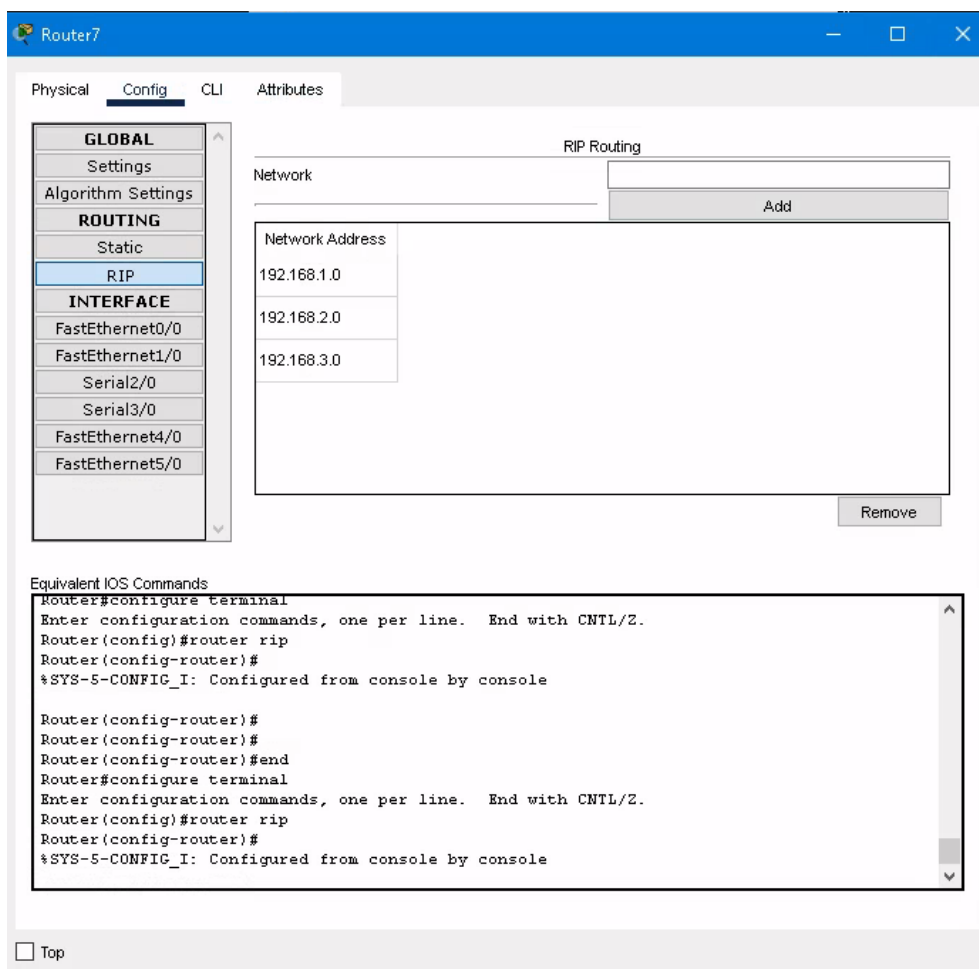 Router7
Physical Config CLI Attributes
GLOBAL
Settings
Algorithm Settings
ROUTING
Static
RIP
INTERFACE
FastEthernet0/0
FastEthernet1/0
Serial2/0
Serial3/0
FastEthernet4/0
FastEthernet5/0
RIP Routing
Network
Add
Network Address
192.168.1.0
192.168.2.0
192.168.3.0
Remove
Equivalent IOS Commands
Router#configure terminal
Enter configuration commands, one per line. End with CNTL/Z.
Router(config)#router rip
Router(config-router)#
%SYS-5-CONFIG_I: Configured from console by console
Router(config-router)#
Router(config-router)#
Router(config-router)#end
Router#configure terminal
Enter configuration commands, one per line. End with CNTL/Z.
Router(config)#router rip
Router(config-router)#
%SYS-5-CONFIG_I: Configured from console by console
Top